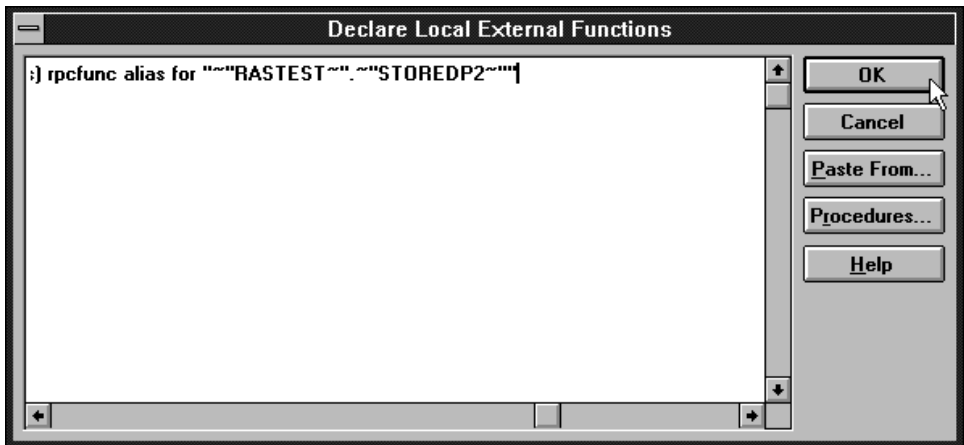 Declare Local External Functions
;) rpcfunc alias for "~"RASTEST~".~"STOREDP2~""
OK
Cancel
Paste From...
Procedures...
Help